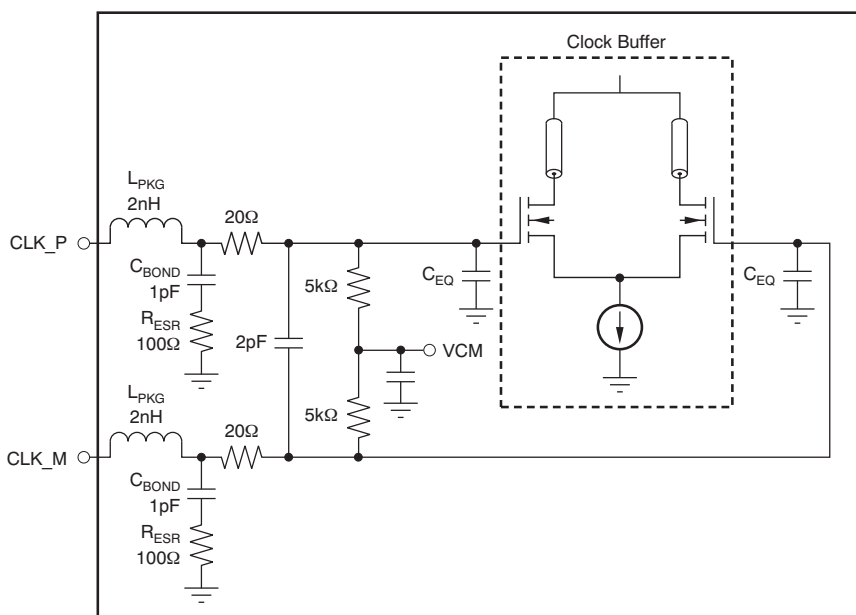 Clock Buffer
L_PKG
2nH
20Ω
CLK_P
C_BOND
1pF
5kΩ
C_EQ
C_EQ
R_ESR
100Ω
2pF
VCM
L_PKG
2nH
5kΩ
20Ω
CLK_M
C_BOND
1pF
R_ESR
100Ω